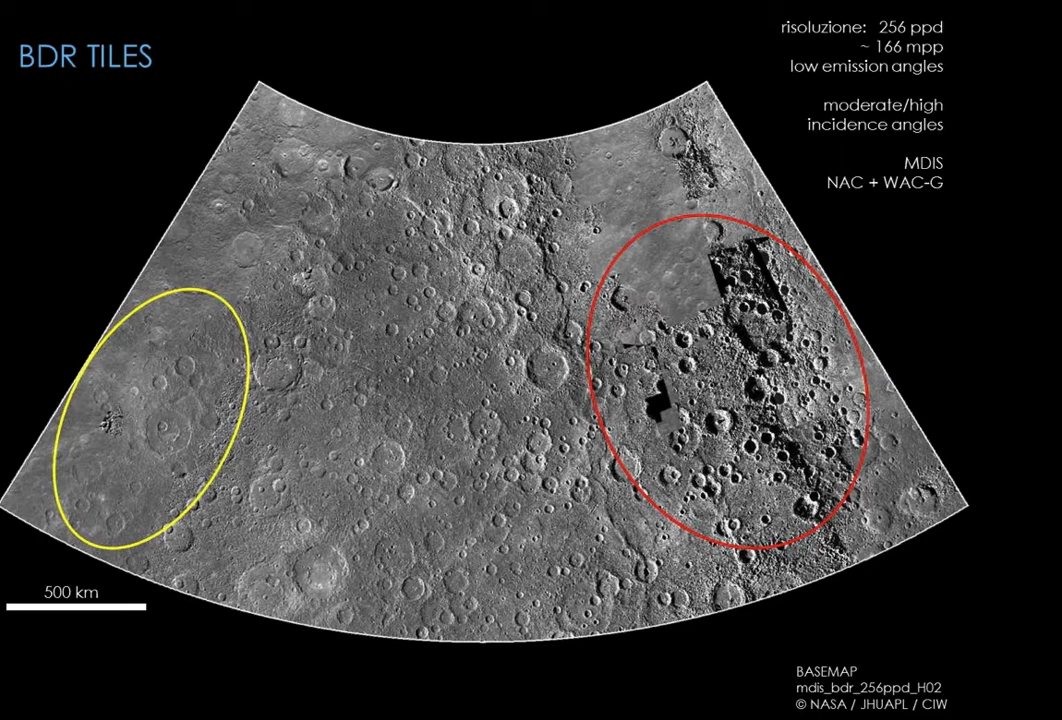 BDR TILES
risoluzione: 256 ppd
~ 166 mpp
low emission angles
moderate/high
incidence angles
MDIS
NAC + WAC-G
500 km
BASEMAP
mdis_bdr_256ppd_H02
© NASA / JHUAPL / CIW